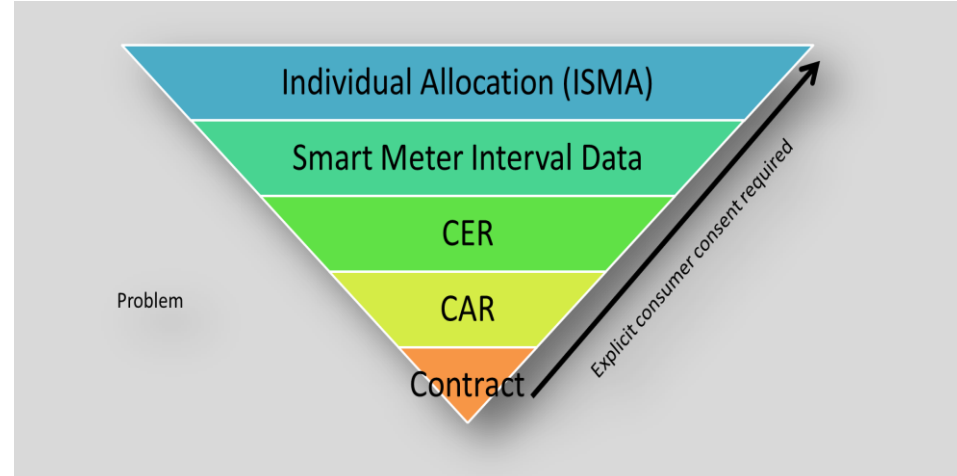 Individual Allocation (ISMA)
Smart Meter Interval Data
CER
CAR
Contract
Problem
Explicit consumer consent required